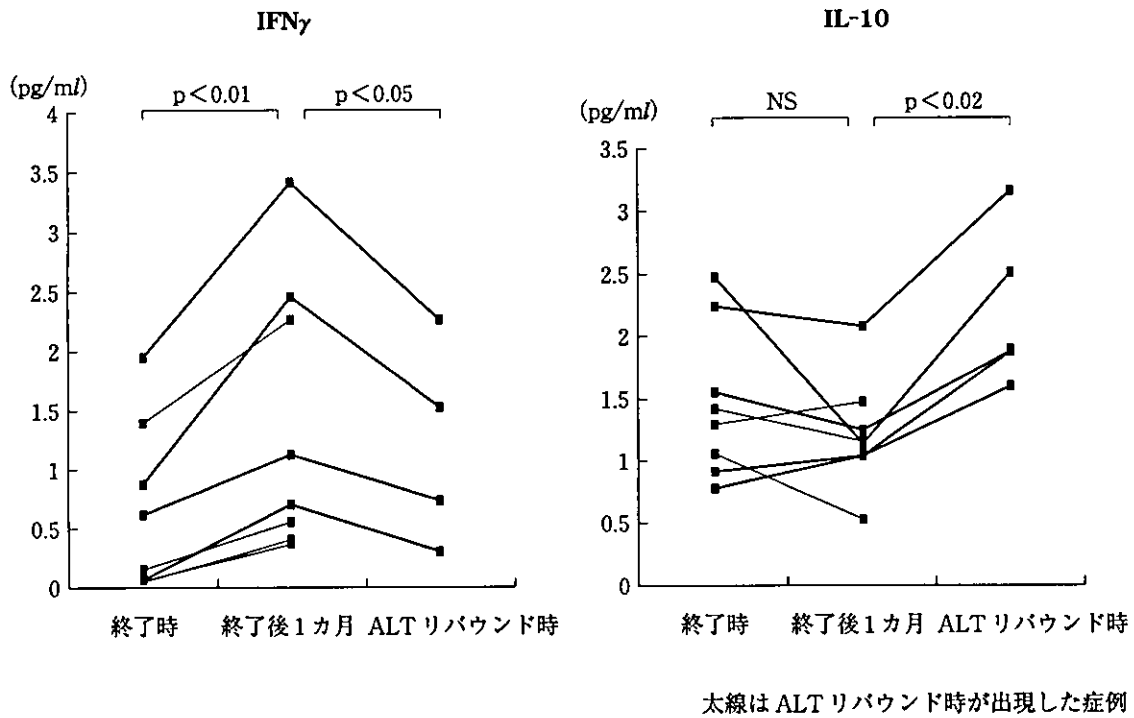 IFNγ
(pg/ml)
p<0.01
p<0.05
4
3.5
3
2.5
2
1.5
1
0.5
0
終了時
終了後1カ月
ALTリバウンド時
IL-10
(pg/ml)
NS
p<0.02
3.5
3
2.5
2
1.5
1
0.5
0
終了時
終了後1カ月
ALTリバウンド時
太線はALTリバウンド時が出現した症例